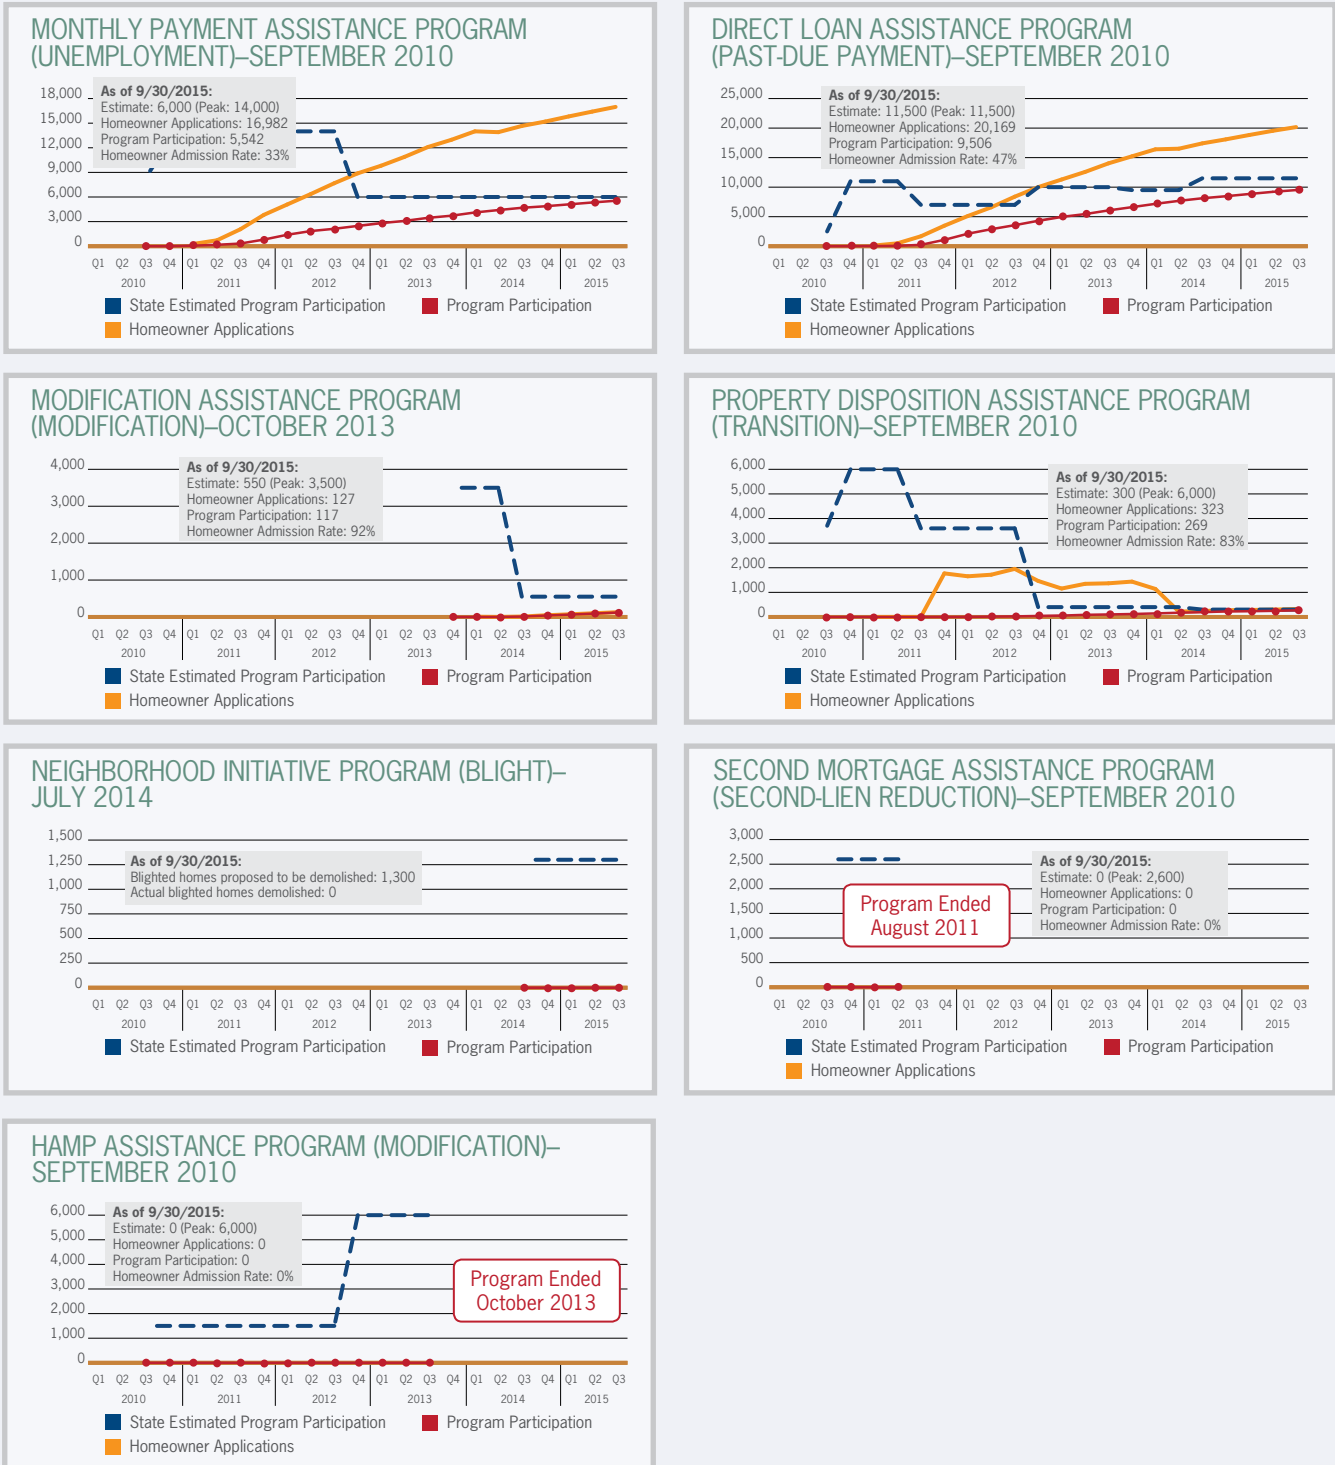 MONTHLY PAYMENT ASSISTANCE PROGRAM
(UNEMPLOYMENT)–SEPTEMBER 2010
As of 9/30/2015:
Estimate: 6,000 (Peak: 14,000)
Homeowner Applications: 16,982
Program Participation: 5,542
Homeowner Admission Rate: 33%
18,000
15,000
12,000
9,000
6,000
3,000
0
Q1 Q2 Q3 Q4 Q1 Q2 Q3 Q4 Q1 Q2 Q3 Q4 Q1 Q2 Q3 Q4 Q1 Q2 Q3 Q4 Q1 Q2 Q3
2010 2011 2012 2013 2014 2015
State Estimated Program Participation Program Participation
Homeowner Applications
DIRECT LOAN ASSISTANCE PROGRAM
(PAST-DUE PAYMENT)–SEPTEMBER 2010
As of 9/30/2015:
Estimate: 11,500 (Peak: 11,500)
Homeowner Applications: 20,169
Program Participation: 9,506
Homeowner Admission Rate: 47%
25,000
20,000
15,000
10,000
5,000
0
Q1 Q2 Q3 Q4 Q1 Q2 Q3 Q4 Q1 Q2 Q3 Q4 Q1 Q2 Q3 Q4 Q1 Q2 Q3 Q4 Q1 Q2 Q3
2010 2011 2012 2013 2014 2015
State Estimated Program Participation Program Participation
Homeowner Applications
MODIFICATION ASSISTANCE PROGRAM
(MODIFICATION)–OCTOBER 2013
As of 9/30/2015:
Estimate: 550 (Peak: 3,500)
Homeowner Applications: 127
Program Participation: 117
Homeowner Admission Rate: 92%
4,000
3,000
2,000
1,000
0
Q1 Q2 Q3 Q4 Q1 Q2 Q3 Q4 Q1 Q2 Q3 Q4 Q1 Q2 Q3 Q4 Q1 Q2 Q3 Q4 Q1 Q2 Q3
2010 2011 2012 2013 2014 2015
State Estimated Program Participation Program Participation
Homeowner Applications
PROPERTY DISPOSITION ASSISTANCE PROGRAM
(TRANSITION)–SEPTEMBER 2010
As of 9/30/2015:
Estimate: 300 (Peak: 6,000)
Homeowner Applications: 323
Program Participation: 269
Homeowner Admission Rate: 83%
6,000
5,000
4,000
3,000
2,000
1,000
0
Q1 Q2 Q3 Q4 Q1 Q2 Q3 Q4 Q1 Q2 Q3 Q4 Q1 Q2 Q3 Q4 Q1 Q2 Q3 Q4 Q1 Q2 Q3
2010 2011 2012 2013 2014 2015
State Estimated Program Participation Program Participation
Homeowner Applications
NEIGHBORHOOD INITIATIVE PROGRAM (BLIGHT)–
JULY 2014
As of 9/30/2015:
Blighted homes proposed to be demolished: 1,300
Actual blighted homes demolished: 0
1,500
1,250
1,000
750
500
250
0
Q1 Q2 Q3 Q4 Q1 Q2 Q3 Q4 Q1 Q2 Q3 Q4 Q1 Q2 Q3 Q4 Q1 Q2 Q3 Q4 Q1 Q2 Q3
2010 2011 2012 2013 2014 2015
State Estimated Program Participation Program Participation
SECOND MORTGAGE ASSISTANCE PROGRAM
(SECOND-LIEN REDUCTION)–SEPTEMBER 2010
As of 9/30/2015:
Estimate: 0 (Peak: 2,600)
Homeowner Applications: 0
Program Participation: 0
Homeowner Admission Rate: 0%
Program Ended
August 2011
3,000
2,500
2,000
1,500
1,000
500
0
Q1 Q2 Q3 Q4 Q1 Q2 Q3 Q4 Q1 Q2 Q3 Q4 Q1 Q2 Q3 Q4 Q1 Q2 Q3 Q4 Q1 Q2 Q3
2010 2011 2012 2013 2014 2015
State Estimated Program Participation Program Participation
Homeowner Applications
HAMP ASSISTANCE PROGRAM (MODIFICATION)–
SEPTEMBER 2010
As of 9/30/2015:
Estimate: 0 (Peak: 6,000)
Homeowner Applications: 0
Program Participation: 0
Homeowner Admission Rate: 0%
Program Ended
October 2013
6,000
5,000
4,000
3,000
2,000
1,000
0
Q1 Q2 Q3 Q4 Q1 Q2 Q3 Q4 Q1 Q2 Q3 Q4 Q1 Q2 Q3 Q4 Q1 Q2 Q3 Q4 Q1 Q2 Q3
2010 2011 2012 2013 2014 2015
State Estimated Program Participation Program Participation
Homeowner Applications